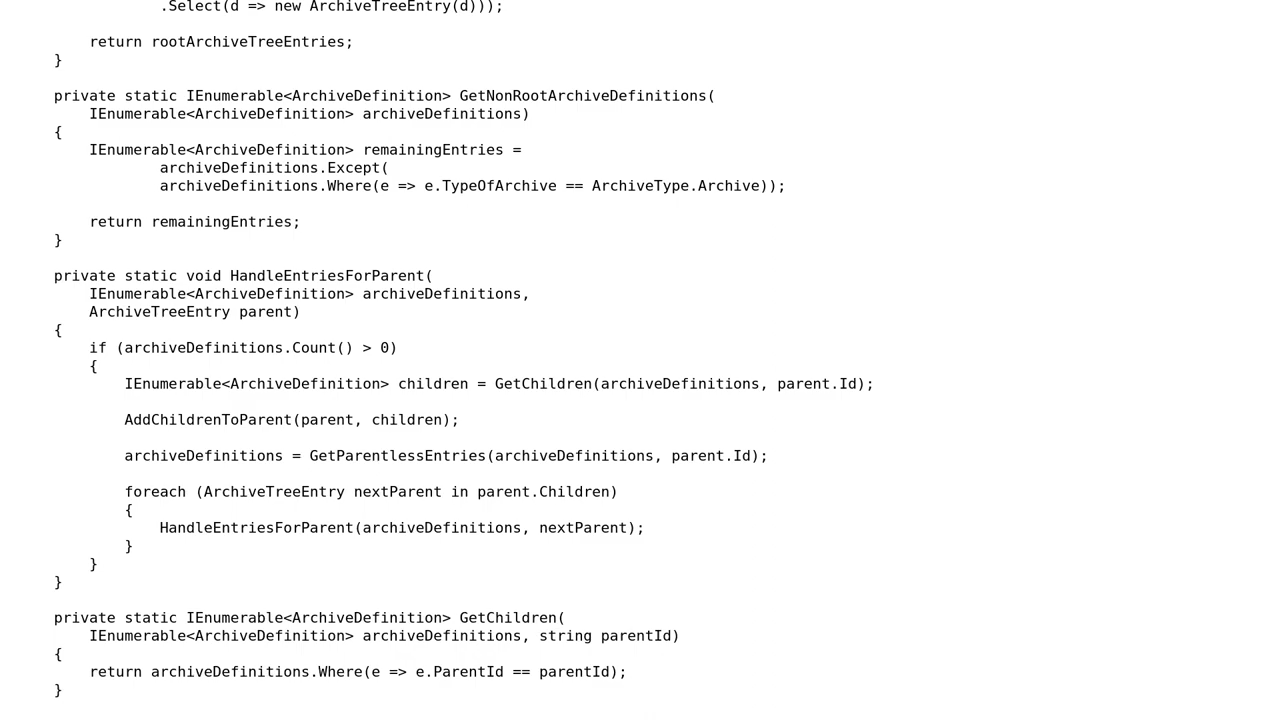 .Select(d => new ArchiveTreeEntry(d)));
return rootArchiveTreeEntries;
}
private static IEnumerable<ArchiveDefinition> GetNonRootArchiveDefinitions(
IEnumerable<ArchiveDefinition> archiveDefinitions)
{
IEnumerable<ArchiveDefinition> remainingEntries =
archiveDefinitions.Except(
archiveDefinitions.Where(e => e.TypeOfArchive == ArchiveType.Archive));
return remainingEntries;
}
private static void HandleEntriesForParent(
IEnumerable<ArchiveDefinition> archiveDefinitions,
ArchiveTreeEntry parent)
{
if (archiveDefinitions.Count() > 0)
{
IEnumerable<ArchiveDefinition> children = GetChildren(archiveDefinitions, parent.Id);
AddChildrenToParent(parent, children);
archiveDefinitions = GetParentlessEntries(archiveDefinitions, parent.Id);
foreach (ArchiveTreeEntry nextParent in parent.Children)
{
HandleEntriesForParent(archiveDefinitions, nextParent);
}
}
}
private static IEnumerable<ArchiveDefinition> GetChildren(
IEnumerable<ArchiveDefinition> archiveDefinitions, string parentId)
{
return archiveDefinitions.Where(e => e.ParentId == parentId);
}